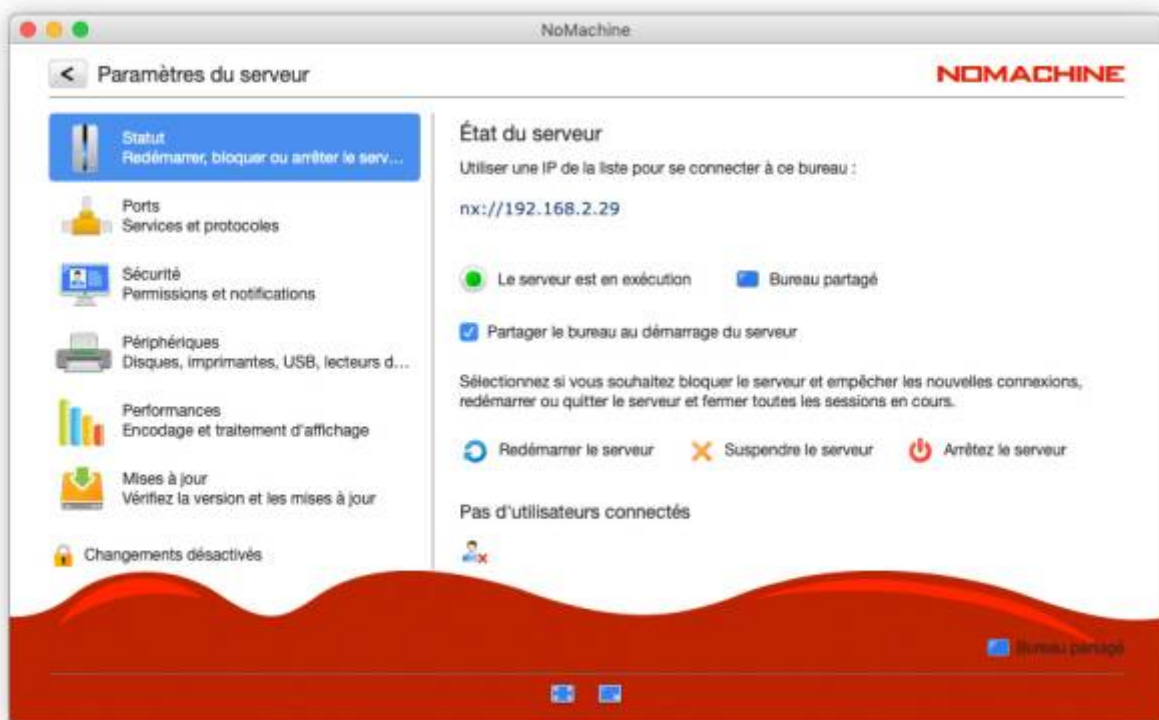 NoMachine
Paramètres du serveur
NOMACHINE
Statut
Redémarrer, bloquer ou arrêter le serv...
Ports
Services et protocoles
Sécurité
Permissions et notifications
Périphériques
Disques, imprimantes, USB, lecteurs d...
Performances
Encodage et traitement d'affichage
Mises à jour
Vérifiez la version et les mises à jour
Changements désactivés
État du serveur
Utiliser une IP de la liste pour se connecter à ce bureau :
nx://192.168.2.29
Le serveur est en exécution
Bureau partagé
Partager le bureau au démarrage du serveur
Sélectionnez si vous souhaitez bloquer le serveur et empêcher les nouvelles connexions,
redémarrer ou quitter le serveur et fermer toutes les sessions en cours.
Redémarrer le serveur
Suspendre le serveur
Arrêtez le serveur
Pas d'utilisateurs connectés
Bureau partagé